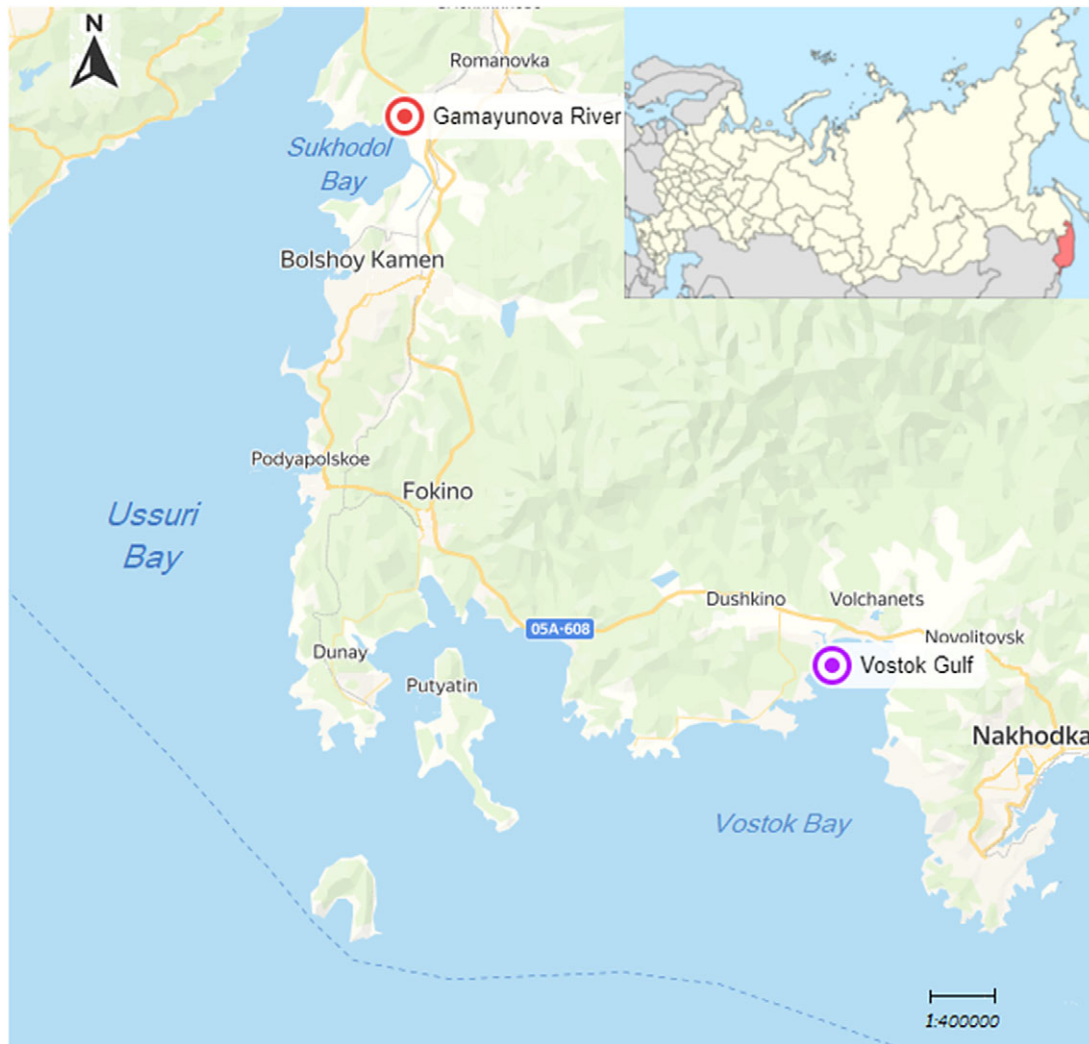 N
Romanovka
Gamayunova River
Sukhodol
Bay
Bolshoy Kamen
Podyapolskoe
Fokino
Ussuri
Bay
05A-608
Dushkino
Volchanets
Novolitovsk
Dunay
Vostok Gulf
Putyatin
Nakhodka
Vostok Bay
1:400000